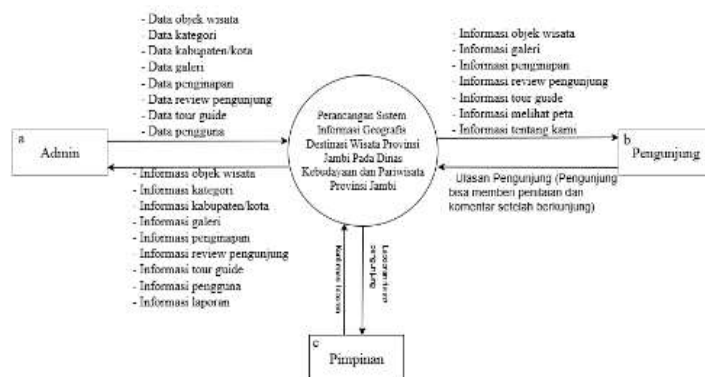 - Data objek wisata
- Data kategori
- Data kabupaten/kota
- Data galeri
- Data penginapan
- Data review pengunjung
- Data tour guide
- Data pengguna
a
Admin
- Informasi objek wisata
- Informasi kategori
- Informasi kabupaten/kota
- Informasi galeri
- Informasi penginapan
- Informasi review pengunjung
- Informasi tour guide
- Informasi pengguna
- Informasi laporan
Perancangan Sistem
Informasi Geografis
Destinasi Wisata Provinsi
Jambi Pada Dinas
Kebudayaan dan Pariwisata
Provinsi Jambi
- Informasi objek wisata
- Informasi galeri
- Informasi penginapan
- Informasi review pengunjung
- Informasi tour guide
- Informasi melihat peta
- Informasi tentang kami
b
Pengunjung
- Ulasan Pengunjung (Pengunjung
bisa memberi penilaian dan
komentar setelah berkunjung)
pengunjung
c
Pimpinan